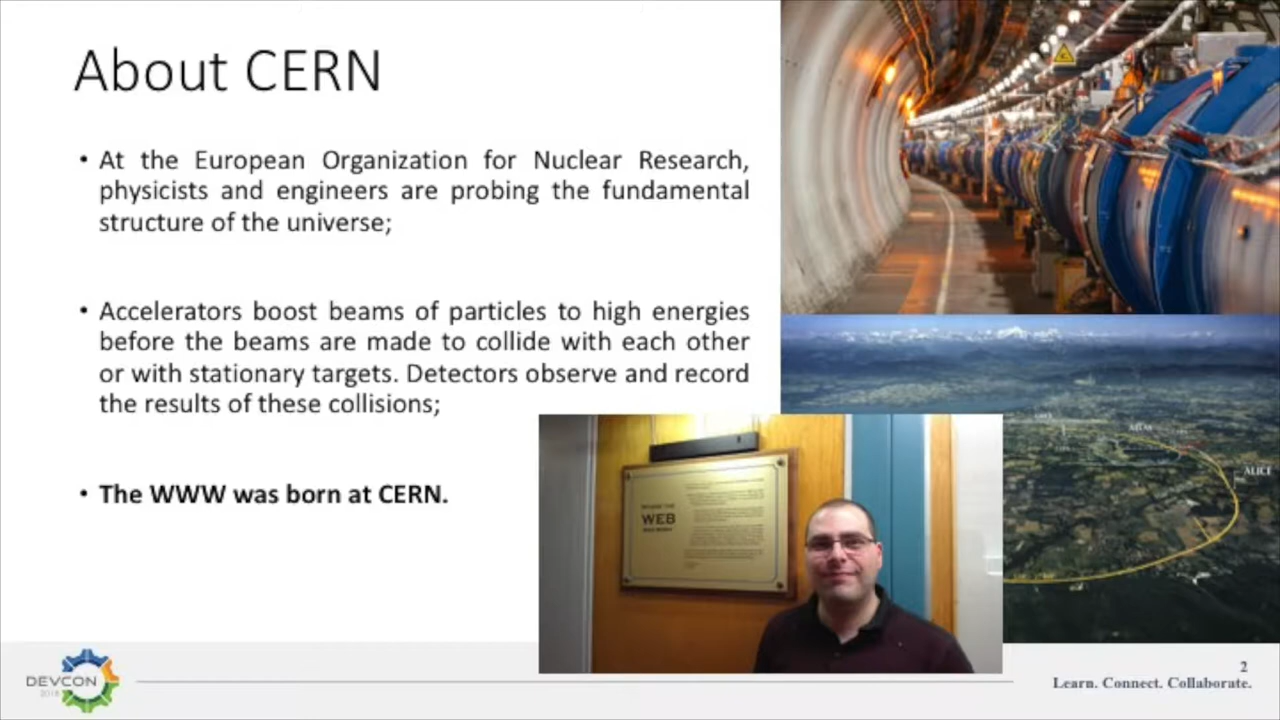 About CERN
• At the European Organization for Nuclear Research,
physicists and engineers are probing the fundamental
structure of the universe;
• Accelerators boost beams of particles to high energies
before the beams are made to collide with each other
or with stationary targets. Detectors observe and record
the results of these collisions;
• The WWW was born at CERN.
WEB
ATLAS
ALICE
DEVCON
2
Learn. Connect. Collaborate.